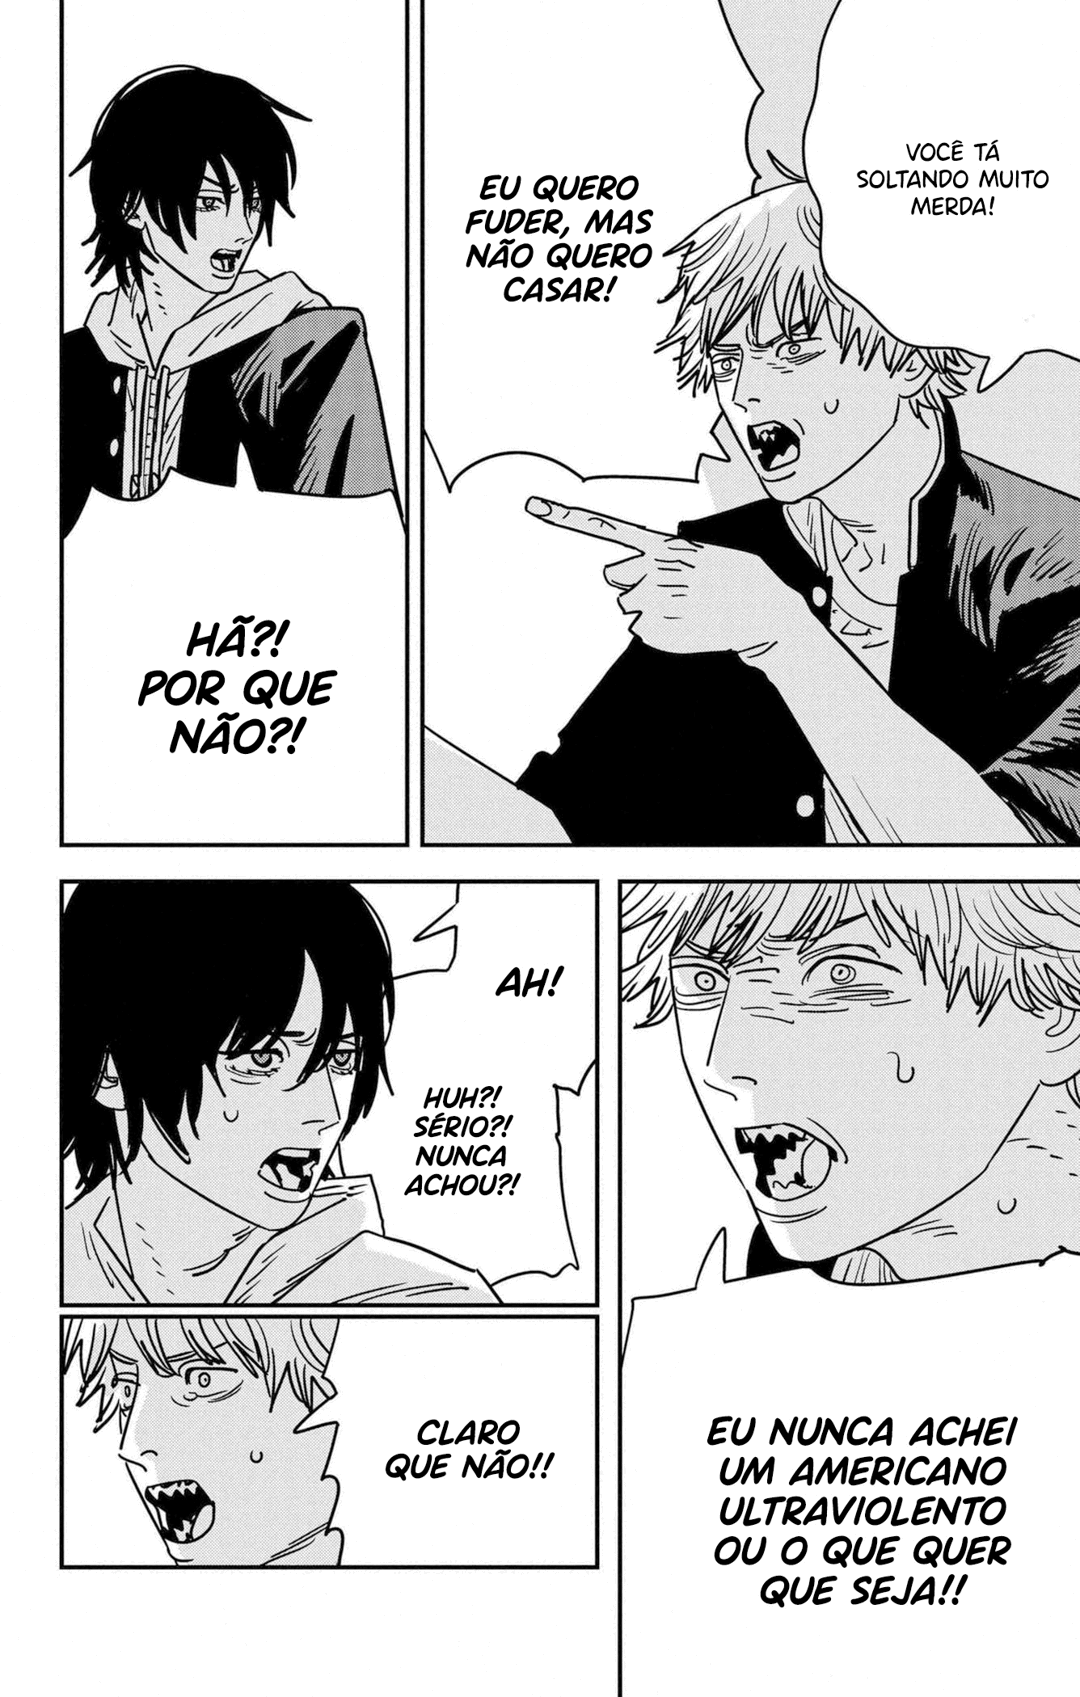 VOCÊ TÁ
SOLTANDO MUITO
MERDA!
EU QUERO
FUDER, MAS
NÃO QUERO
CASAR!
HÃ?!
POR QUE
NÃO?!
EU NUNCA ACHEI
UM AMERICANO
ULTRAVIOLENTO
OU O QUE QUER
QUE SEJA!!
AH!
HUH?!
SÉRIO?!
NUNCA
ACHOU?!
CLARO
QUE NÃO!!